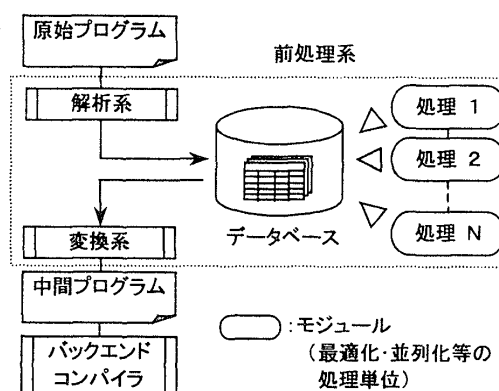 原始プログラム
前処理系
解析系
処理 1
処理 2
処理 N
データベース
変換系
中間プログラム
バックエンド
コンパイラ
:モジュール
(最適化・並列化等の
処理単位)